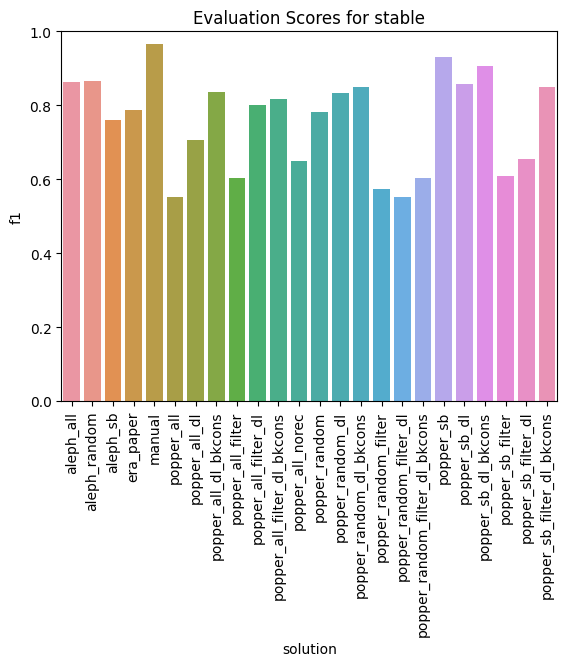 Evaluation Scores for stable
f1
1.0
0.8
0.6
0.4
0.2
0.0
aleph_all
aleph_random
aleph_sb
era_paper
manual
popper_all
popper_all_dl
popper_all_dl_bkcons
popper_all_filter
popper_all_filter_dl
popper_all_filter_dl_bkcons
popper_all_norec
popper_random
popper_random_dl
popper_random_dl_bkcons
popper_random_filter
popper_random_filter_dl
popper_random_filter_dl_bkcons
popper_sb
popper_sb_dl
popper_sb_dl_bkcons
popper_sb_filter
popper_sb_filter_dl
popper_sb_filter_dl_bkcons
solution